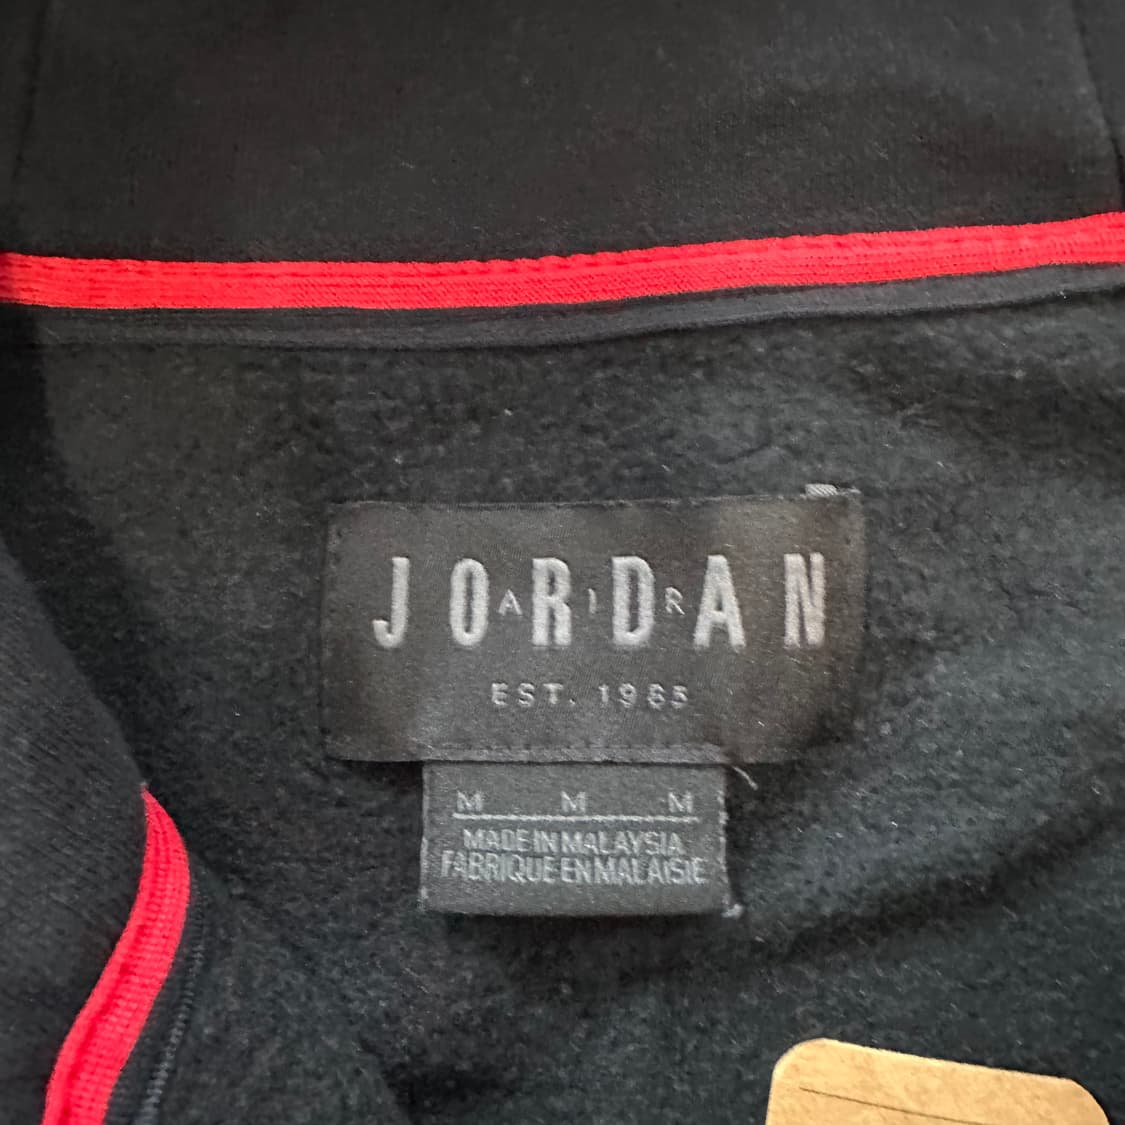 JORDAN
AIR
EST. 1985
M M M
MADE IN MALAYSIA
FABRIQUE EN MALAISIE